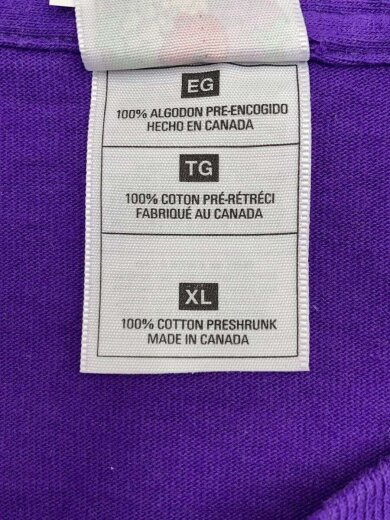 EG
100% ALGODON PRE-ENCOGIDO
HECHO EN CANADA
TG
100% COTON PRÉ-RÉTRÉCI
FABRIQUÉ AU CANADA
XL
100% COTTON PRESHRUNK
MADE IN CANADA